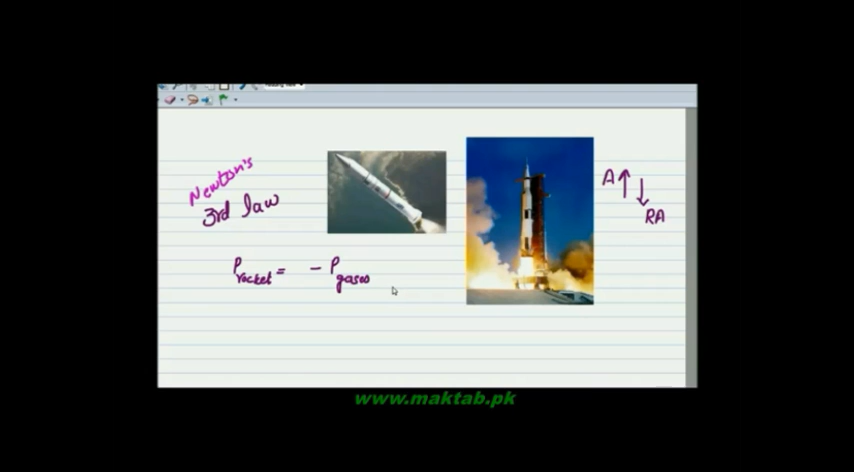 Newton's
3rd law
A
RA
P rocket = - P gases
www.maktab.pk